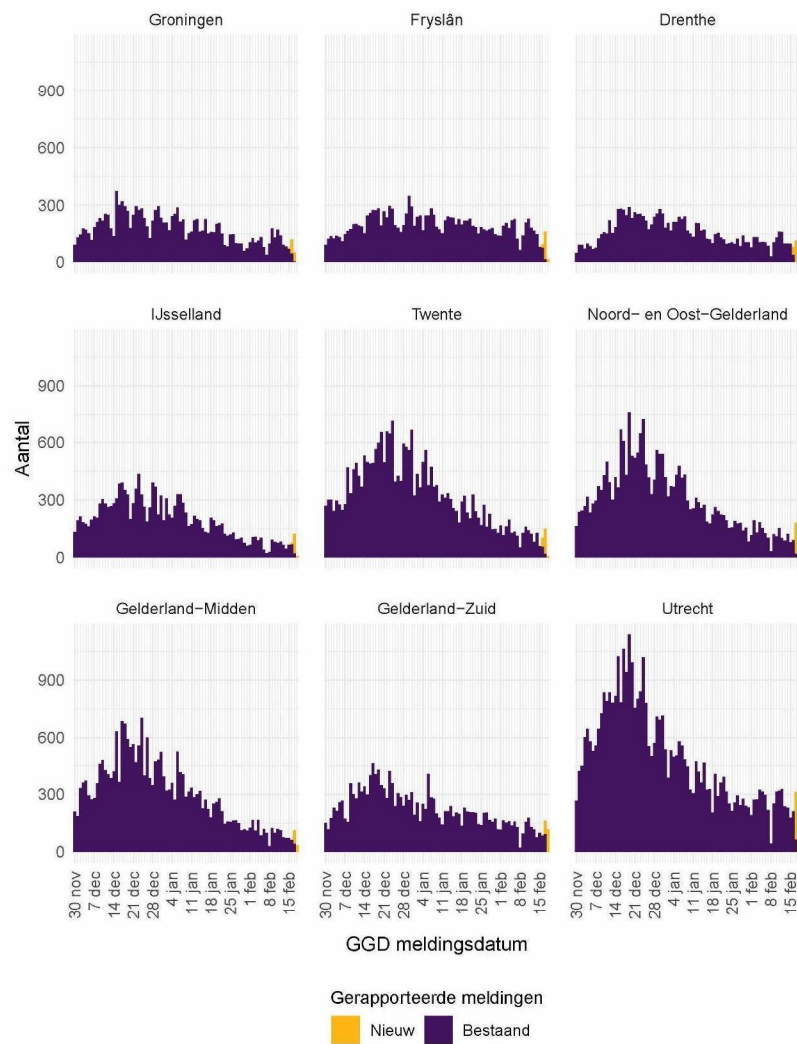 Groningen
Fryslân
Drenthe
900
600
300
0
IJsselland
Twente
Noord− en Oost−Gelderland
Aantal
900
600
300
0
Gelderland−Midden
Gelderland−Zuid
Utrecht
900
600
300
0
30 nov
7 dec
14 dec
21 dec
28 dec
4 jan
11 jan
18 jan
25 jan
1 feb
8 feb
15 feb
30 nov
7 dec
14 dec
21 dec
28 dec
4 jan
11 jan
18 jan
25 jan
1 feb
8 feb
15 feb
30 nov
7 dec
14 dec
21 dec
28 dec
4 jan
11 jan
18 jan
25 jan
1 feb
8 feb
15 feb
GGD meldingsdatum
Gerapporteerde meldingen
Nieuw
Bestaand